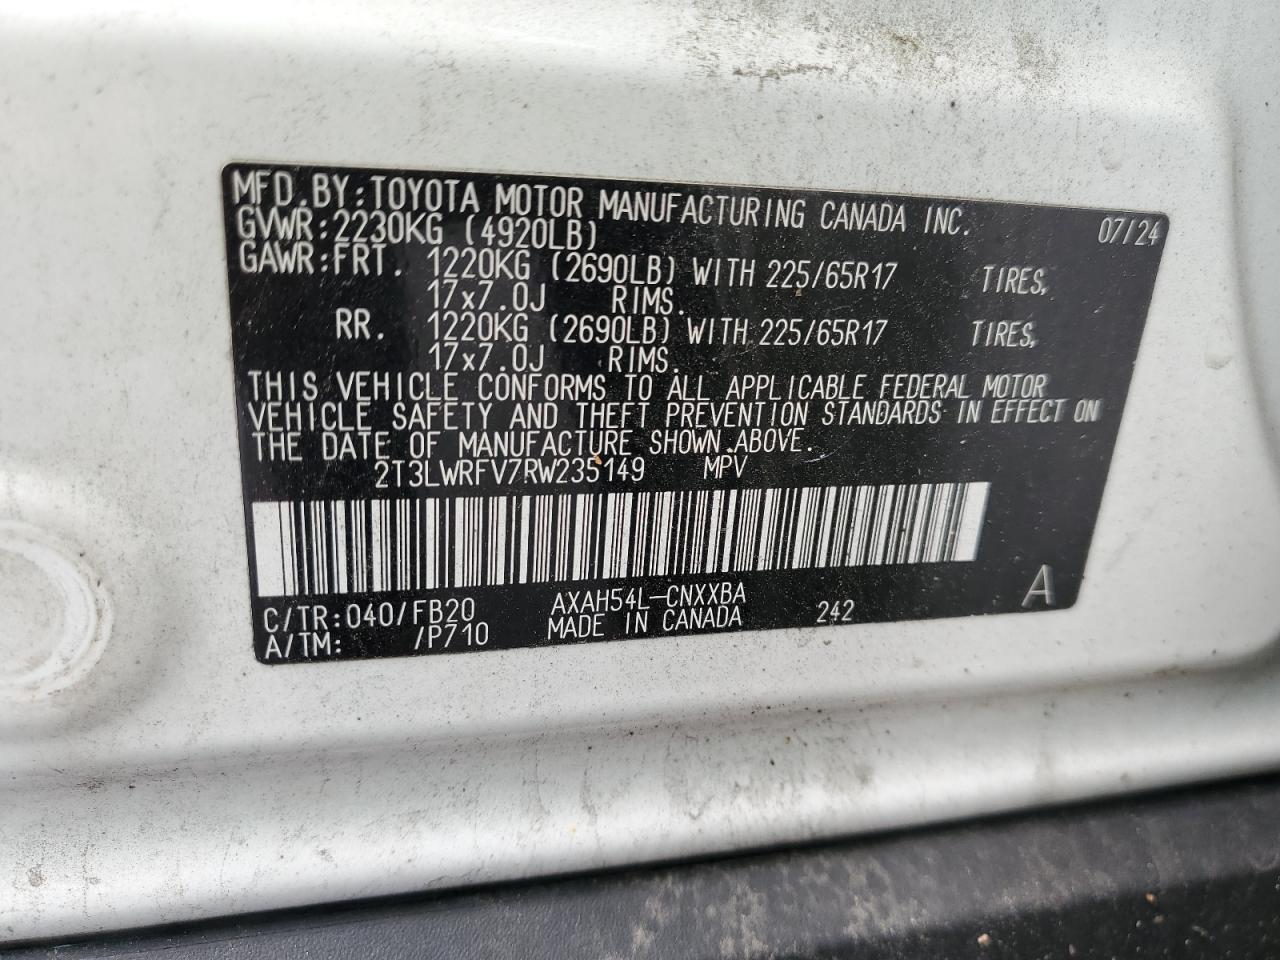 MFD.BY:TOYOTA MOTOR MANUFACTURING CANADA INC. 07/24
GVWR:2230KG (4920LB)
GAWR:FRT. 1220KG (2690LB) WITH 225/65R17 TIRES,
17x7.0J RIMS.
RR. 1220KG (2690LB) WITH 225/65R17 TIRES,
17x7.0J RIMS.
THIS VEHICLE CONFORMS TO ALL APPLICABLE FEDERAL MOTOR
VEHICLE SAFETY AND THEFT PREVENTION STANDARDS IN EFFECT ON
THE DATE OF MANUFACTURE SHOWN ABOVE.
2T3LWRFV7RW235149 MPV
C/TR:040/FB20 AXAH54L-CNXXBA A
A/TM: /P710 MADE IN CANADA 242